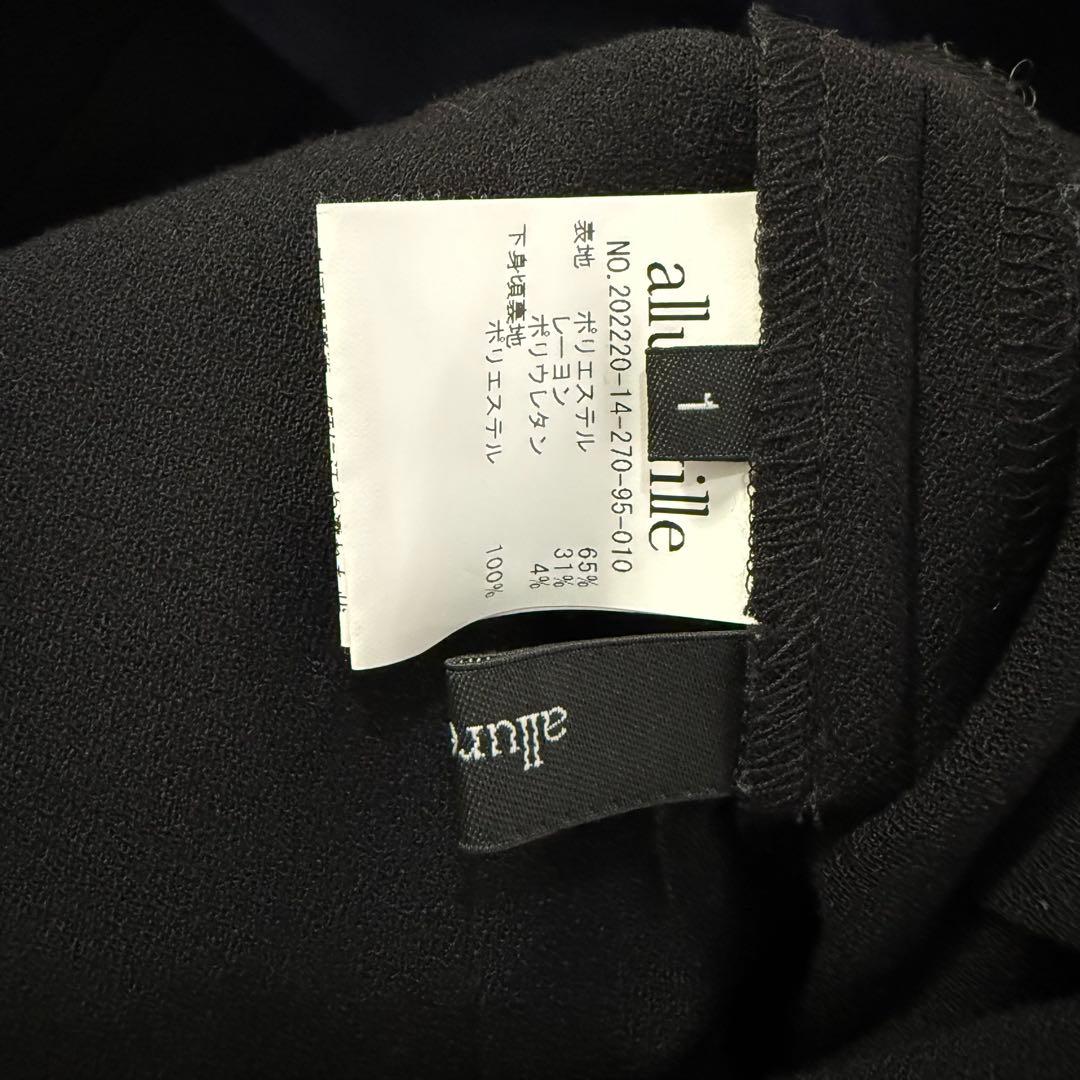 allu ille
1
NO.202220-14-270-95-010
表地 ポリエステル 65%
レーヨン 31%
ポリウレタン 4%
下身頃裏地
ポリエステル 100%
allure